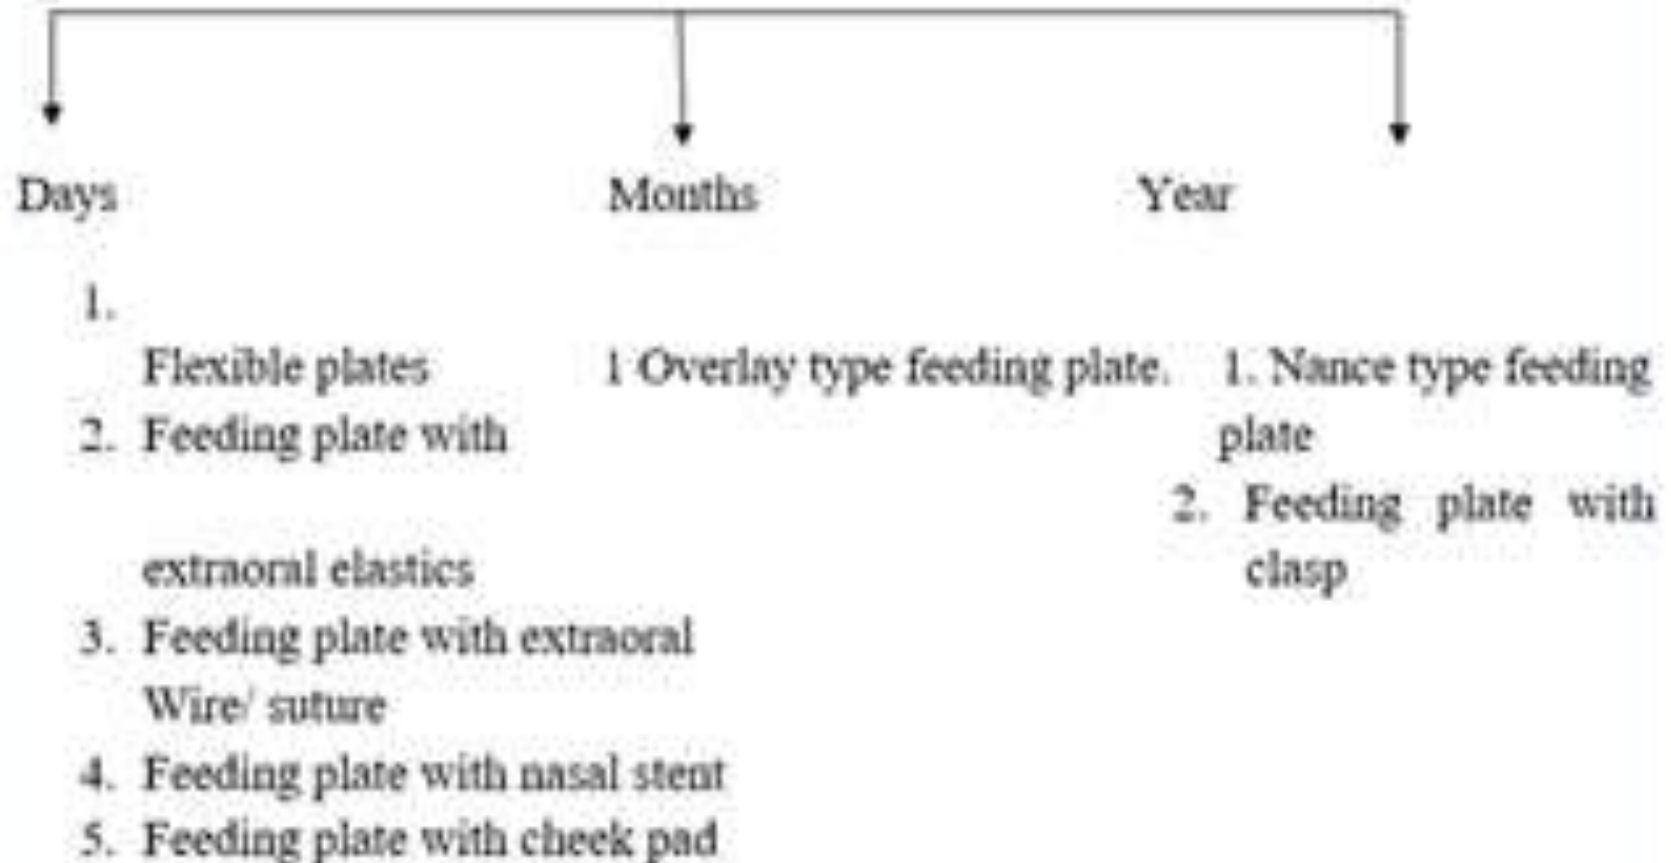 Days Months Year
1.
Flexible plates 1 Overlay type feeding plate. 1. Nance type feeding
2. Feeding plate with plate
2. Feeding plate with
extraoral elastics clasp
3. Feeding plate with extraoral
Wire/ suture
4. Feeding plate with nasal stent
5. Feeding plate with cheek pad